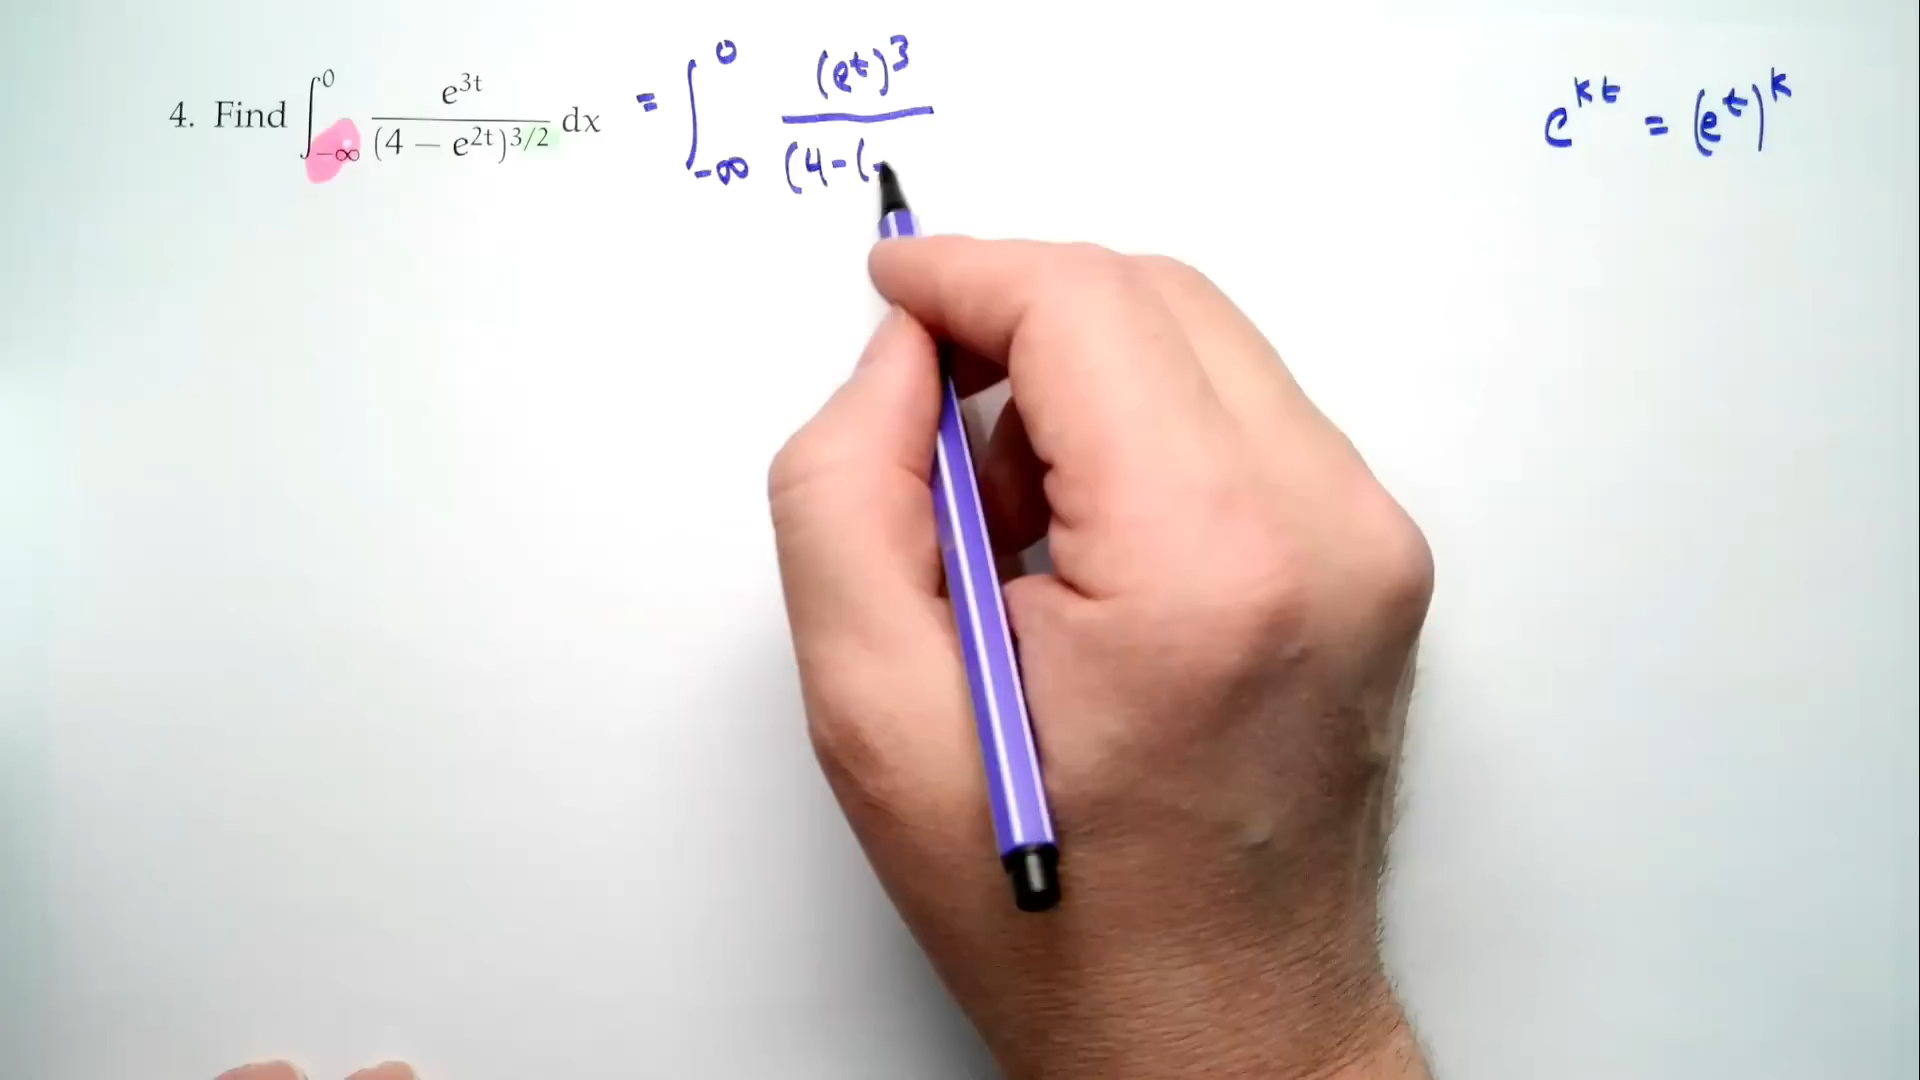 4. Find ∫_{-∞}^{0} e^{3t} / (4 − e^{2t})^{3/2} dx = ∫_{-∞}^{0} (e^t)^3 / (4-(
e^{kt} = (e^t)^k